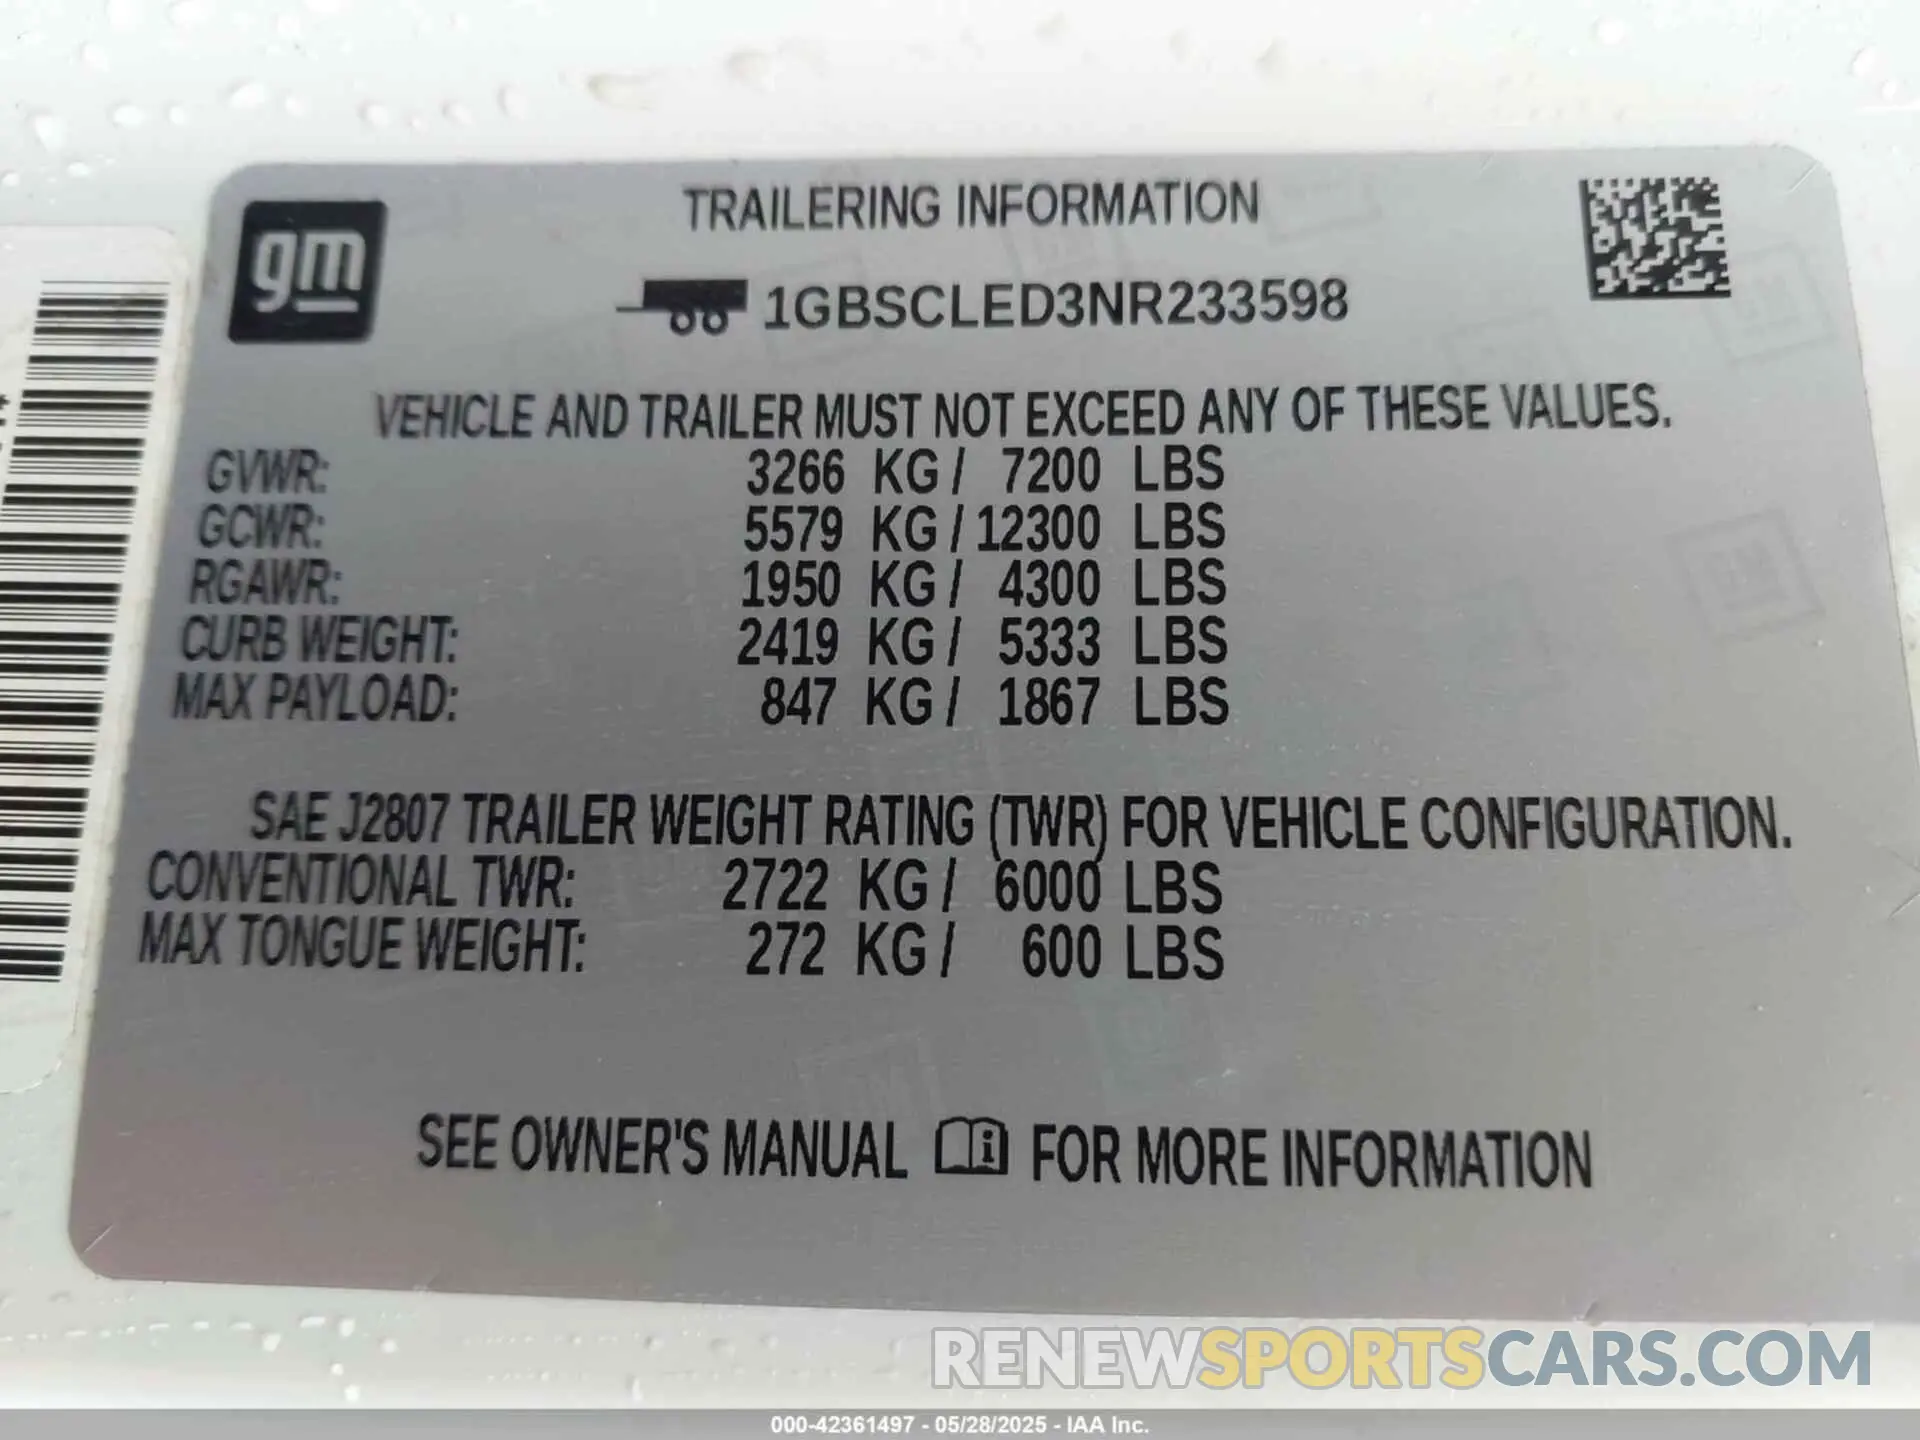 gm
TRAILERING INFORMATION
1GBSCLED3NR233598
VEHICLE AND TRAILER MUST NOT EXCEED ANY OF THESE VALUES.
GVWR: 3266 KG / 7200 LBS
GCWR: 5579 KG / 12300 LBS
RGAWR: 1950 KG / 4300 LBS
CURB WEIGHT: 2419 KG / 5333 LBS
MAX PAYLOAD: 847 KG / 1867 LBS
SAE J2807 TRAILER WEIGHT RATING (TWR) FOR VEHICLE CONFIGURATION.
CONVENTIONAL TWR: 2722 KG / 6000 LBS
MAX TONGUE WEIGHT: 272 KG / 600 LBS
SEE OWNER'S MANUAL i FOR MORE INFORMATION
RENEWSPORTSCARS.COM
000-42361497 - 05/28/2025 - IAA Inc.